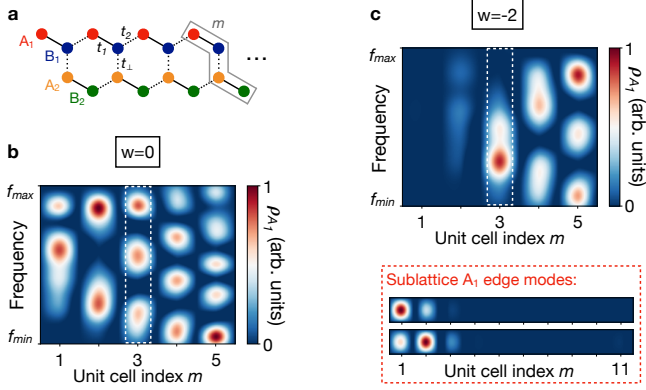 a
A₁
t₁
t₂
m
B₁
t⊥
A₂
B₂
...
b
w=0
fmax
Frequency
fmin
1
3
5
Unit cell index m
1
0
ρA₁ (arb. units)
c
w=-2
fmax
Frequency
fmin
1
3
5
Unit cell index m
1
0
ρA₁ (arb. units)
Sublattice A₁ edge modes:
1
11
Unit cell index m